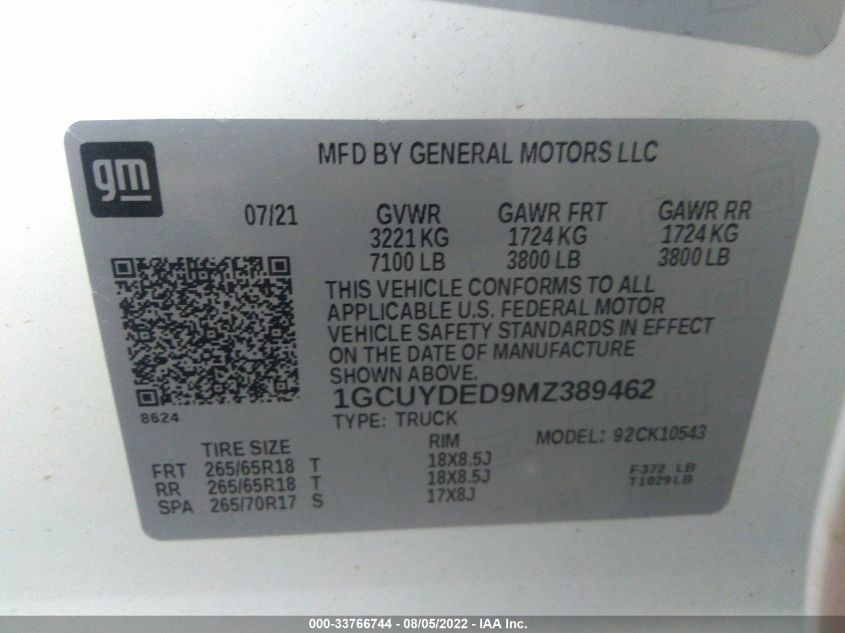 gm
MFD BY GENERAL MOTORS LLC
07/21 GVWR GAWR FRT GAWR RR
3221 KG 1724 KG 1724 KG
7100 LB 3800 LB 3800 LB
THIS VEHICLE CONFORMS TO ALL
APPLICABLE U.S. FEDERAL MOTOR
VEHICLE SAFETY STANDARDS IN EFFECT
ON THE DATE OF MANUFACTURE
SHOWN ABOVE.
1GCUYDED9MZ389462
8624
TYPE: TRUCK
MODEL: 92CK10543
TIRE SIZE RIM
FRT 265/65R18 T 18X8.5J
RR 265/65R18 T 18X8.5J
SPA 265/70R17 S 17X8J
F-372 LB
T1029LB
000-33766744 - 08/05/2022 - IAA Inc.